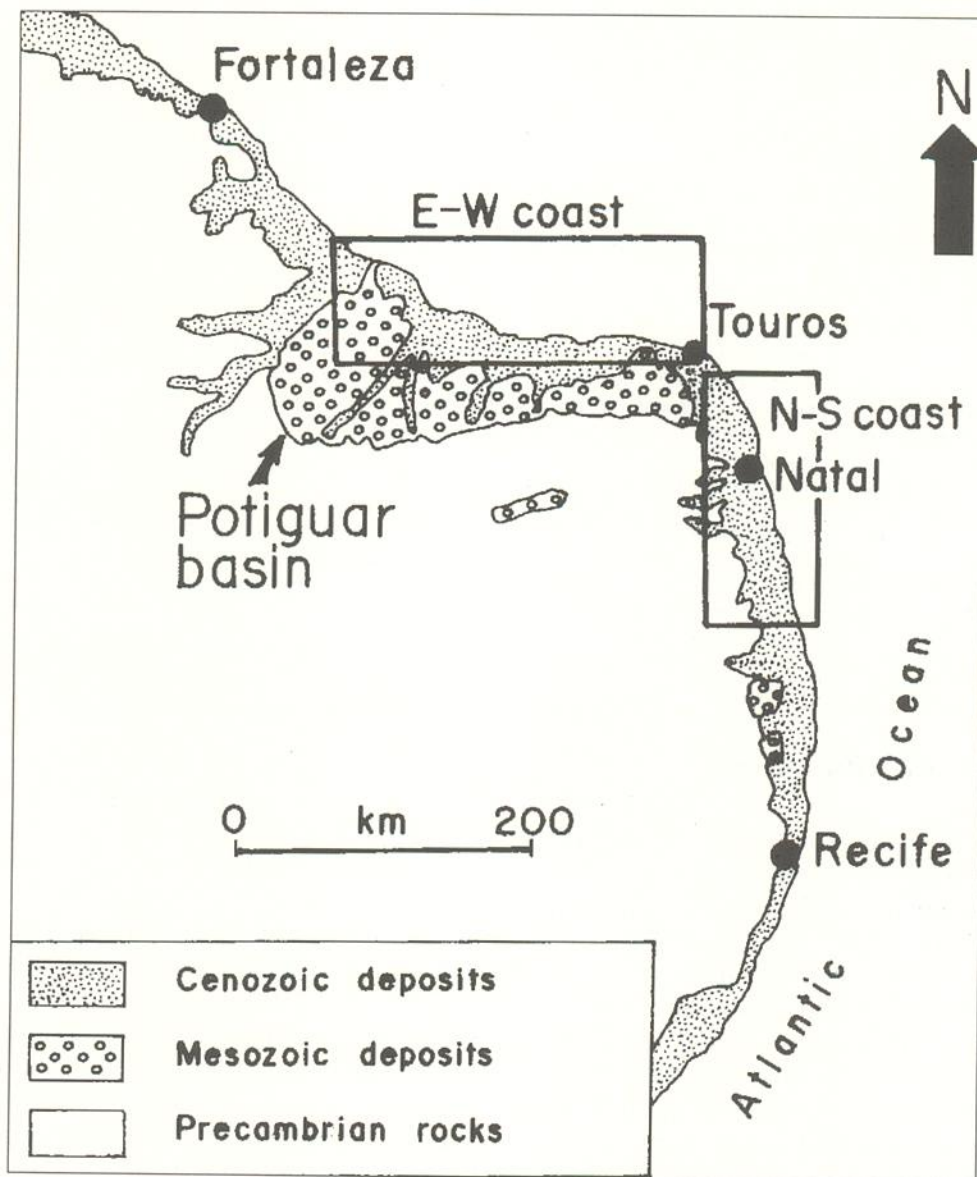 Fortaleza
N
E-W coast
Touros
N-S coast
Natal
Potiguar
basin
Ocean
0 km 200
Recife
Atlantic
Cenozoic deposits
Mesozoic deposits
Precambrian rocks